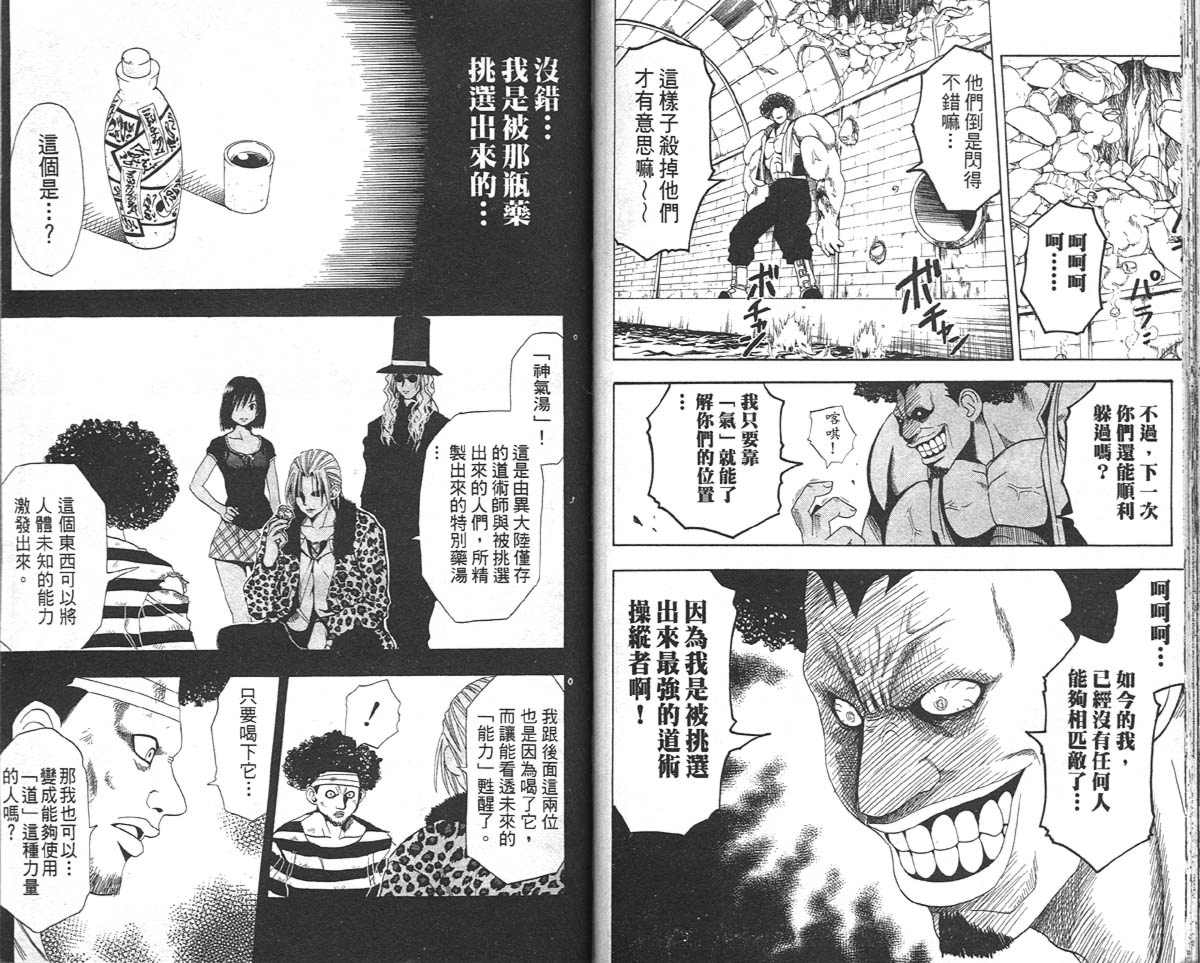 呵呵呵
呵……
パラ…
他們倒是閃得
不錯嘛…
這樣子殺掉他們
才有意思嘛～～
ボチャン
ボチャン
不過，下一次
你們還能順利
躲過嗎？
喀唭！
我只要靠
「氣」就能了
解你們的位置
…
呵呵呵…
如今的我，
已經沒有任何人
能夠相匹敵了…
因為我是被挑選
出來最強的道術
操縱者啊！
沒錯…
我是被那瓶藥
挑選出來的…
這個是…？
「神氣湯」！
這是由異大陸僅存
的道術師與被挑選
出來的人們，所精
製出來的特別藥湯
…
這個東西可以將
人體未知的能力
激發出來。
我跟後面這兩位
也是因為喝了它，
而讓能看透未來的
「能力」甦醒了。
！
只要喝下它…
那我也可以…
變成能夠使用
「道」這種力量
的人嗎？